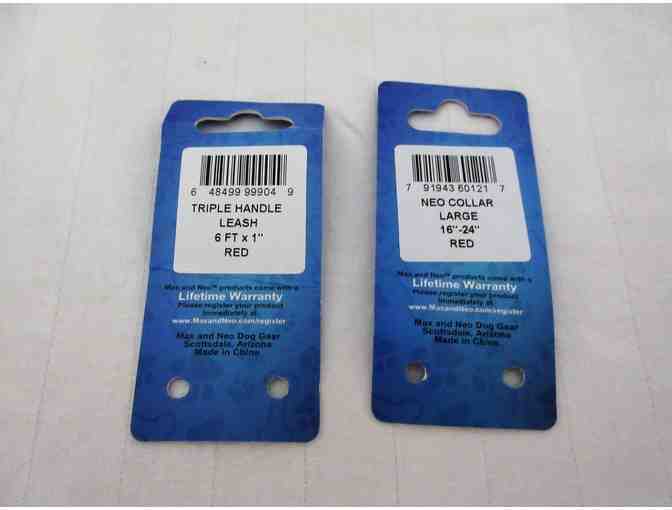 6 48499 99904 9
TRIPLE HANDLE
LEASH
6 FT x 1"
RED
Max and Neo™ products come with a
Lifetime Warranty
Please register your product
immediately at
www.MaxandNeo.com/register
Max and Neo Dog Gear
Scottsdale, Arizona
Made in China
7 91943 60121 7
NEO COLLAR
LARGE
16"-24"
RED
Max and Neo™ products come with a
Lifetime Warranty
Please register your product
immediately at
www.MaxandNeo.com/register
Max and Neo Dog Gear
Scottsdale, Arizona
Made in China